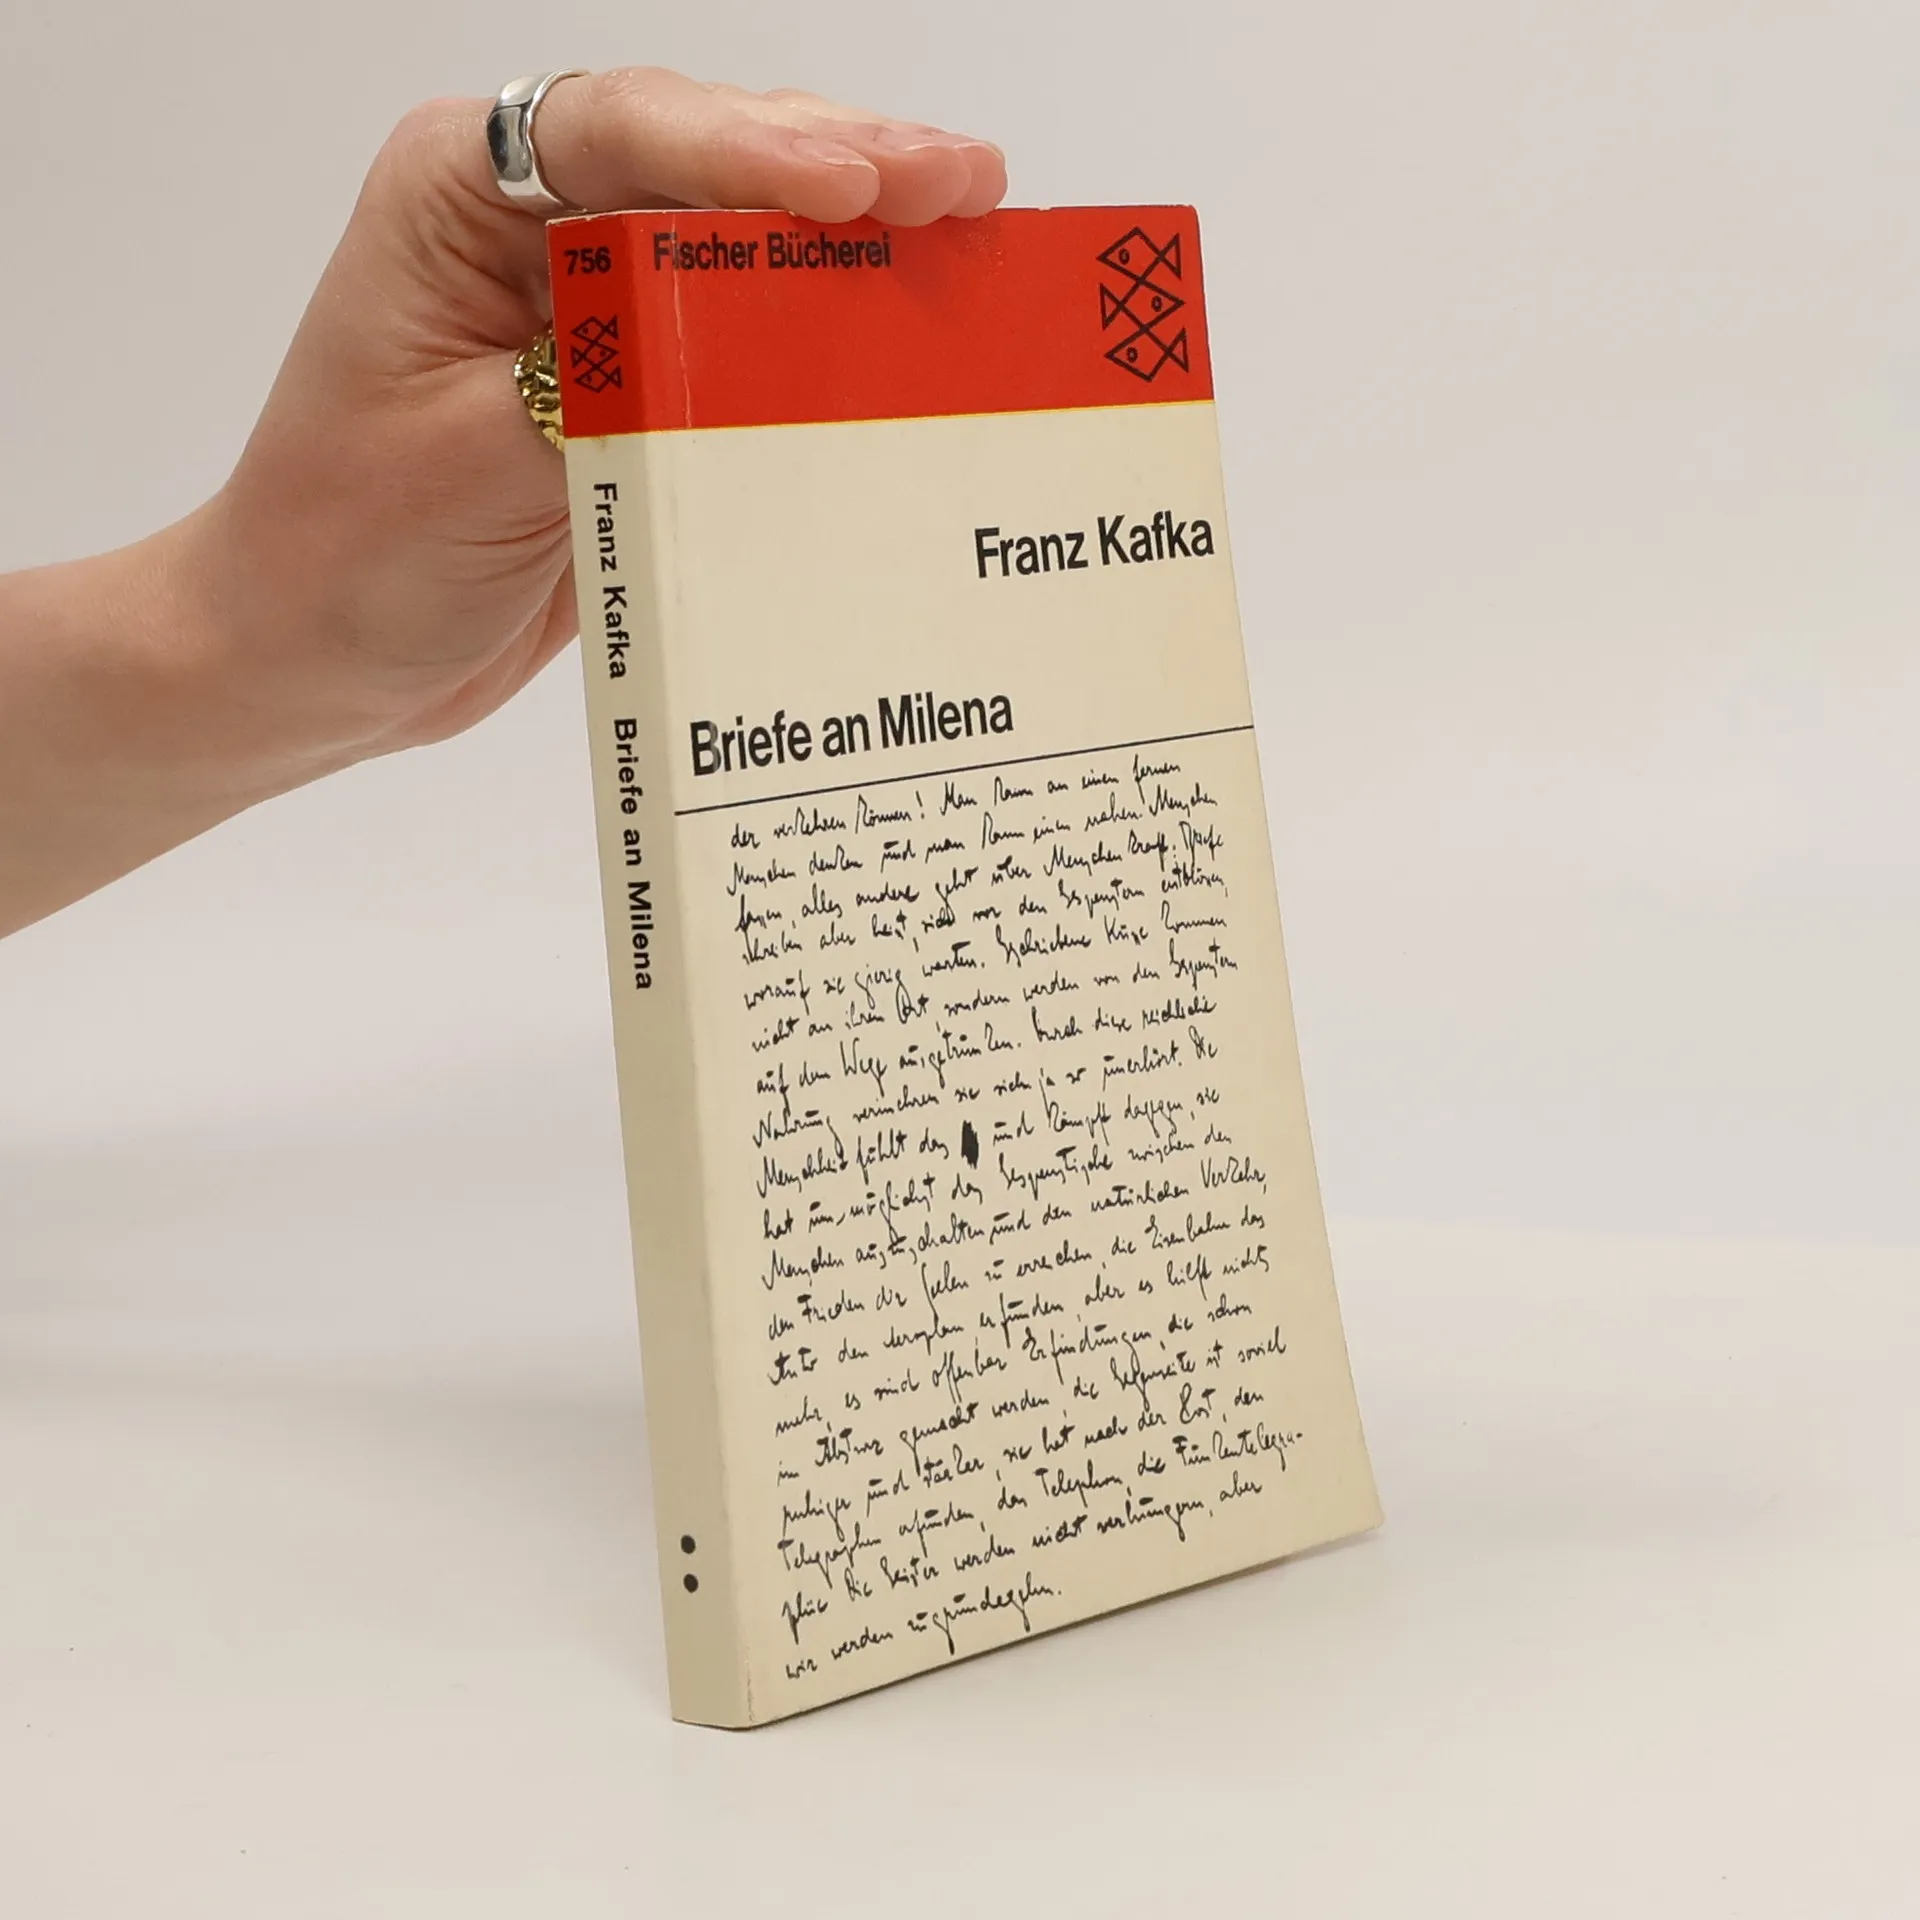 756
Fischer Bücherei
Franz Kafka Briefe an Milena
Franz Kafka
Briefe an Milena
der verkehren können! Man kann an einen fernen
Menschen denken und man kann einen nahen Menschen
fassen, alles andere geht über Menschenkraft. Briefe
schreiben aber heisst, sich vor den Gespenstern entblössen,
worauf sie gierig warten. Geschriebene Küsse kommen
nicht an ihren Ort, sondern werden von den Gespenstern
auf dem Wege ausgetrunken. Durch diese reichliche
Nahrung vermehren sie sich ja so unerhört. Die
Menschheit fühlt das und kämpft dagegen, sie
hat um möglichst das Gespenstische zwischen den
Menschen auszuschalten und den natürlichen Verkehr,
den Frieden der Seelen zu erreichen, die Eisenbahn das
Auto den Aeroplan erfunden, aber es hilft nichts
mehr, es sind offenbar Erfindungen, die schon
im Absturz gemacht werden, die Gegenseite ist soviel
ruhiger und stärker, sie hat nach der Post, den
Telegraphen erfunden, das Telephon, die Funkentelegra-
phie Die Geister werden nicht verhungern, aber
wir werden zugrundegehn.